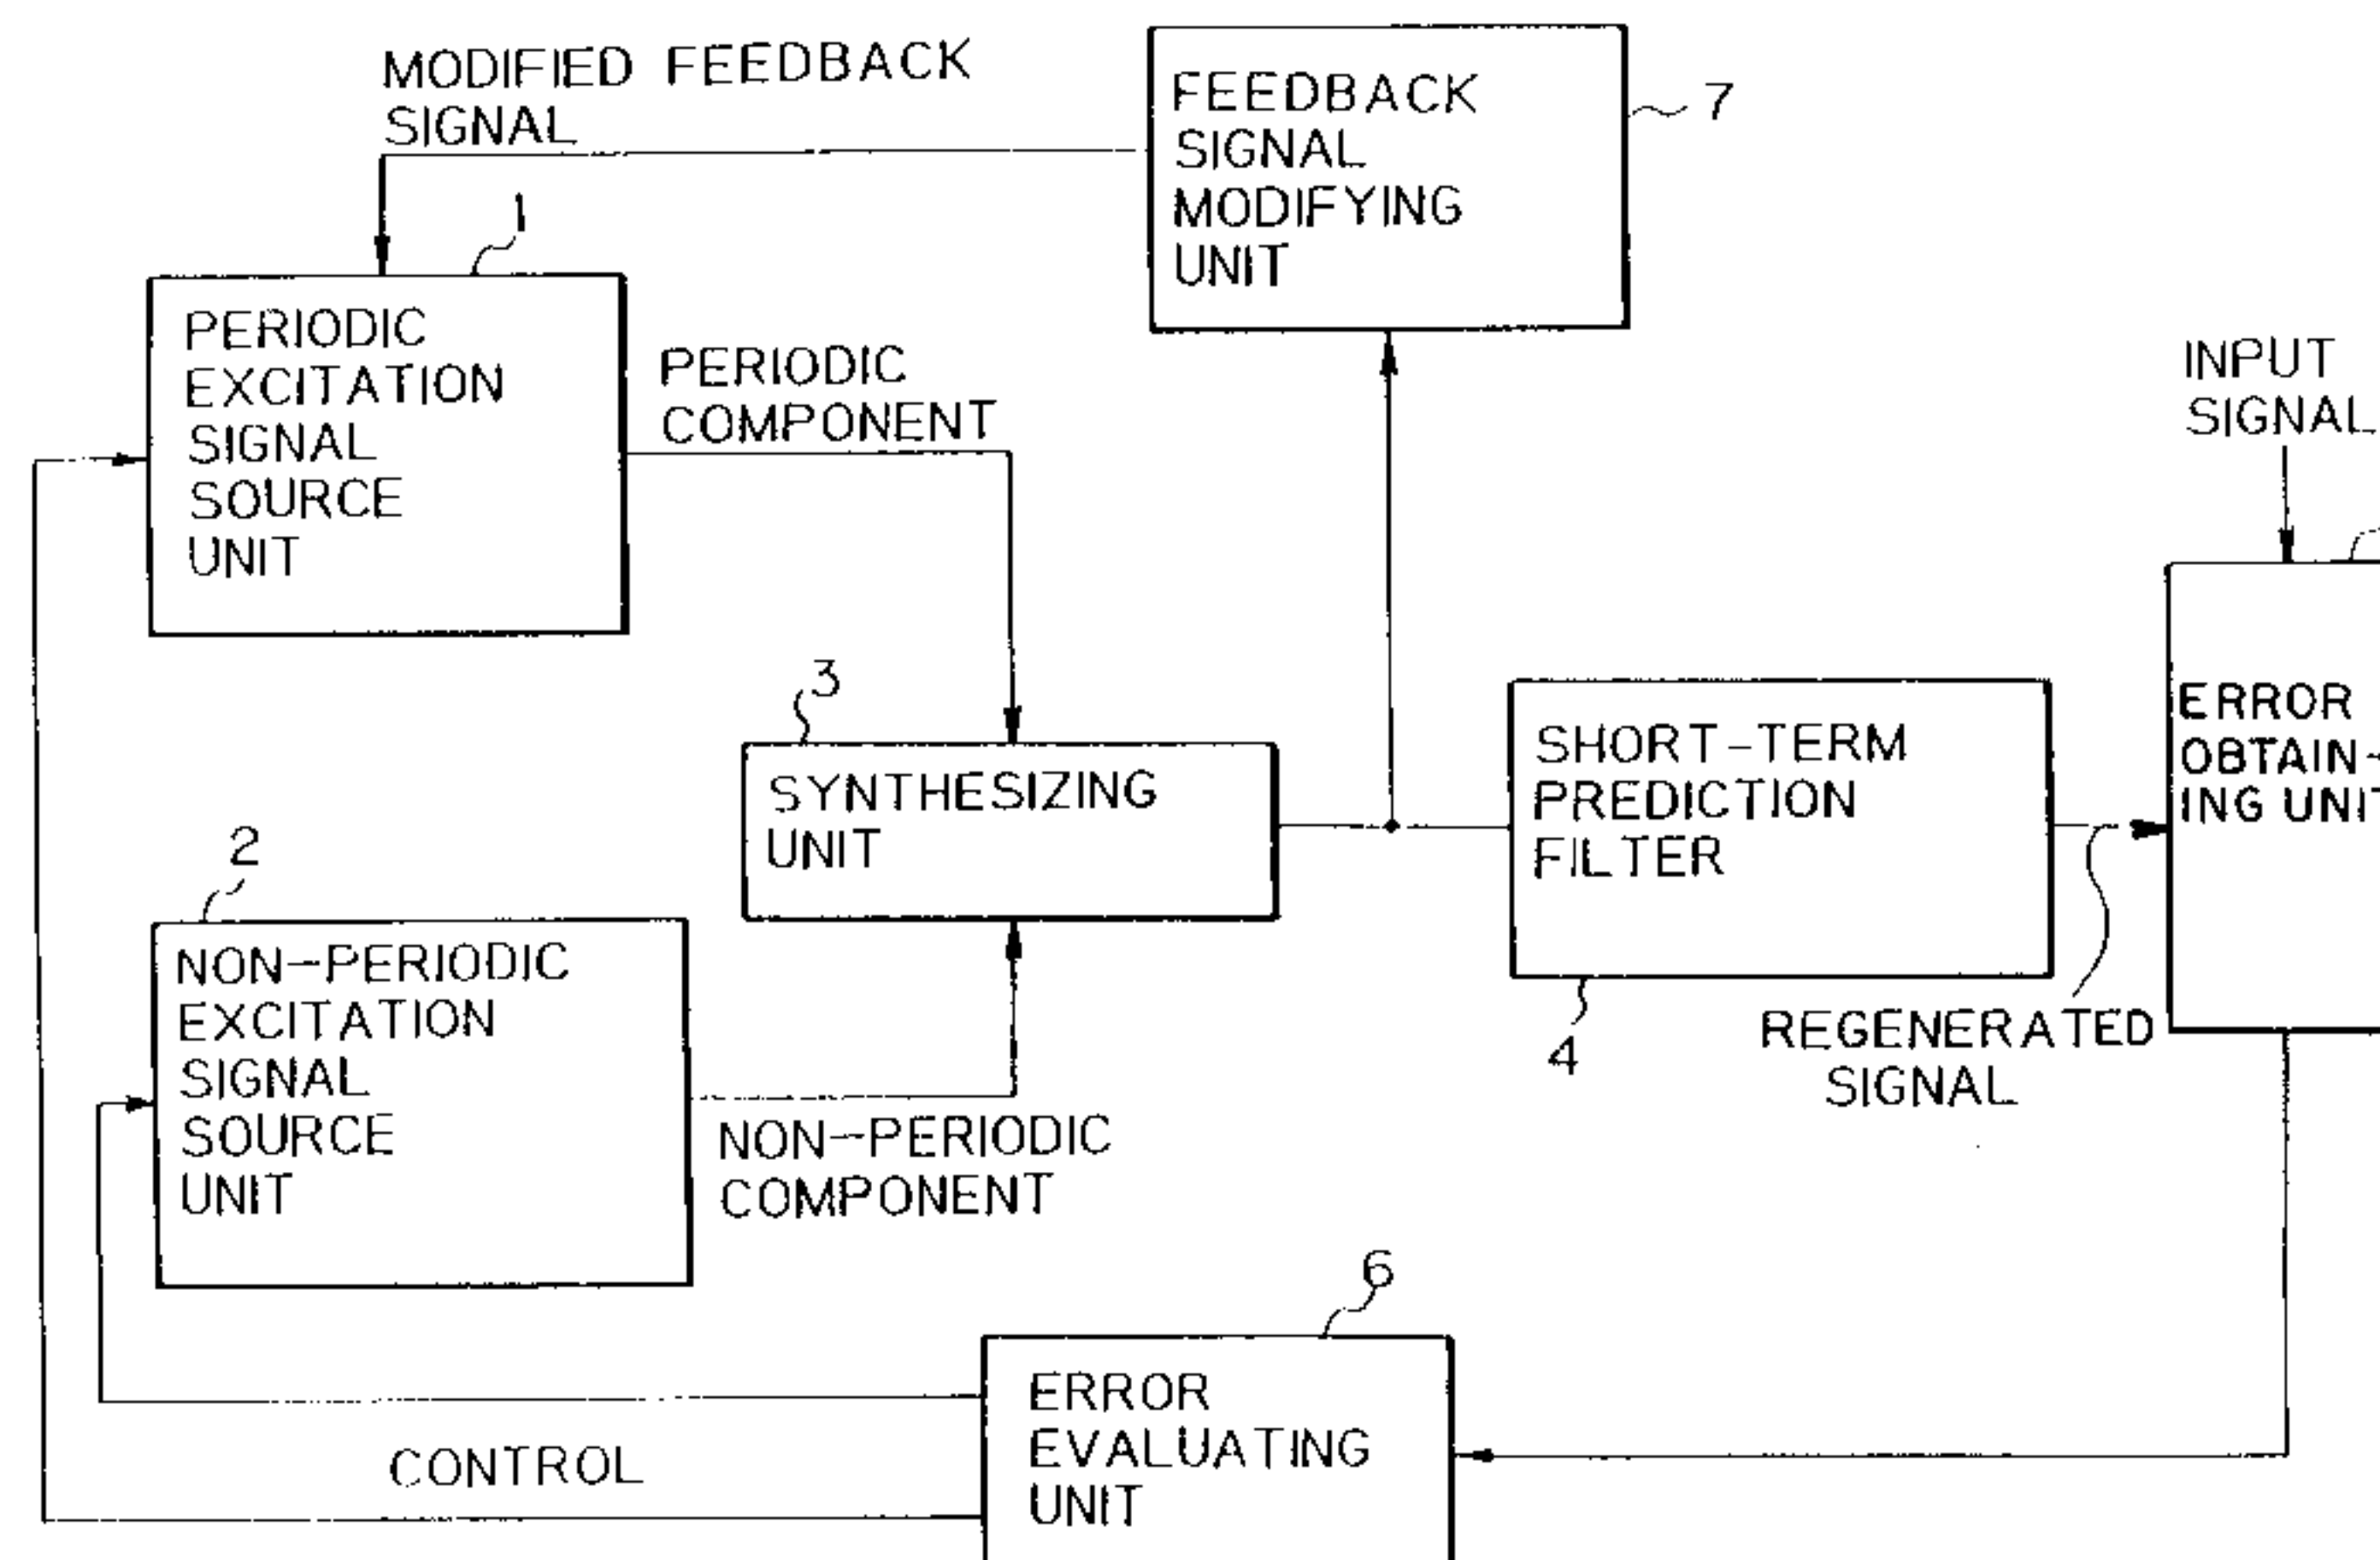 MODIFIED FEEDBACK
SIGNAL
FEEDBACK
SIGNAL
MODIFYING
UNIT
7
1
PERIODIC
EXCITATION
SIGNAL
SOURCE
UNIT
PERIODIC
COMPONENT
INPUT
SIGNAL
3
SYNTHESIZING
UNIT
SHORT-TERM
PREDICTION
FILTER
4
ERROR
OBTAIN-
ING UNIT
REGENERATED
SIGNAL
2
NON-PERIODIC
EXCITATION
SIGNAL
SOURCE
UNIT
NON-PERIODIC
COMPONENT
6
ERROR
EVALUATING
UNIT
CONTROL